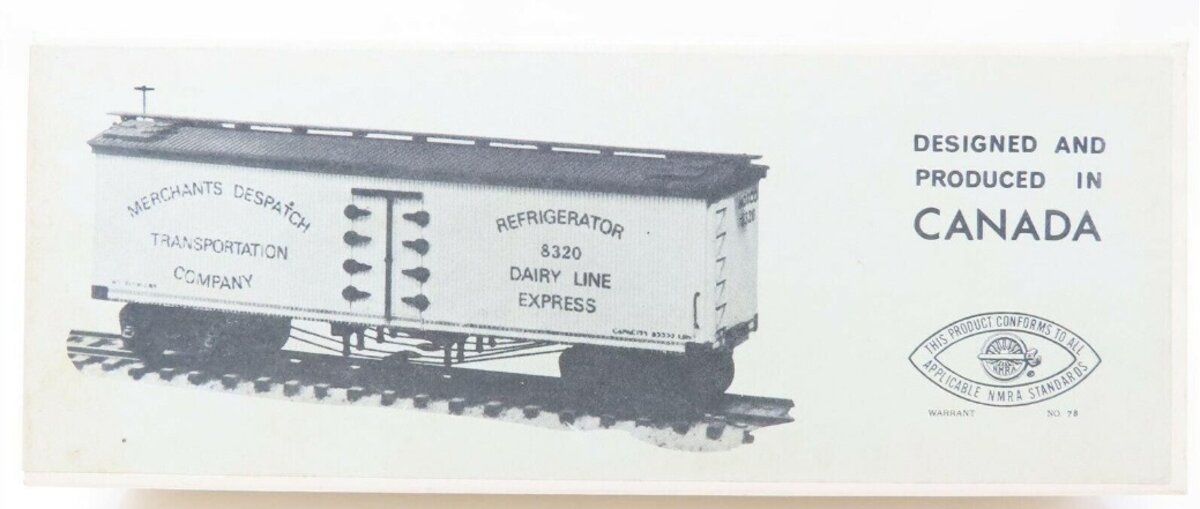 MERCHANTS DESPATCH
TRANSPORTATION
COMPANY
REFRIGERATOR
8320
DAIRY LINE
EXPRESS
DESIGNED AND
PRODUCED IN
CANADA
THIS PRODUCT CONFORMS TO ALL
NMRA
APPLICABLE NMRA STANDARDS
WARRANT NO. 78